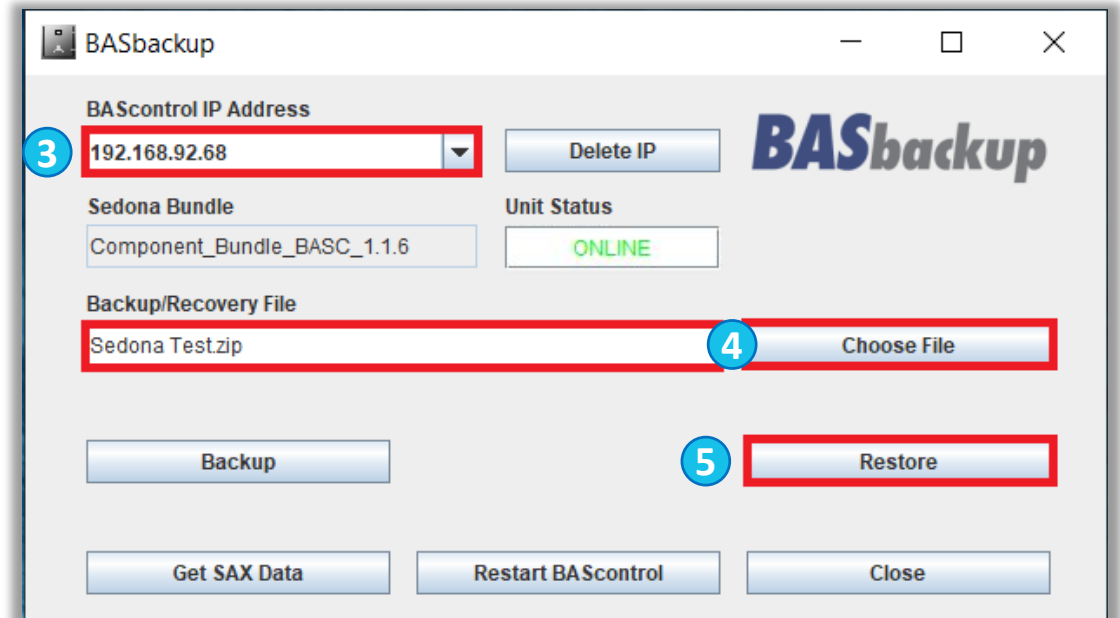 BASbackup
BAScontrol IP Address
3
192.168.92.68
Delete IP
BASbackup
Sedona Bundle
Unit Status
Component_Bundle_BASC_1.1.6
ONLINE
Backup/Recovery File
Sedona Test.zip
4
Choose File
Backup
5
Restore
Get SAX Data
Restart BAScontrol
Close